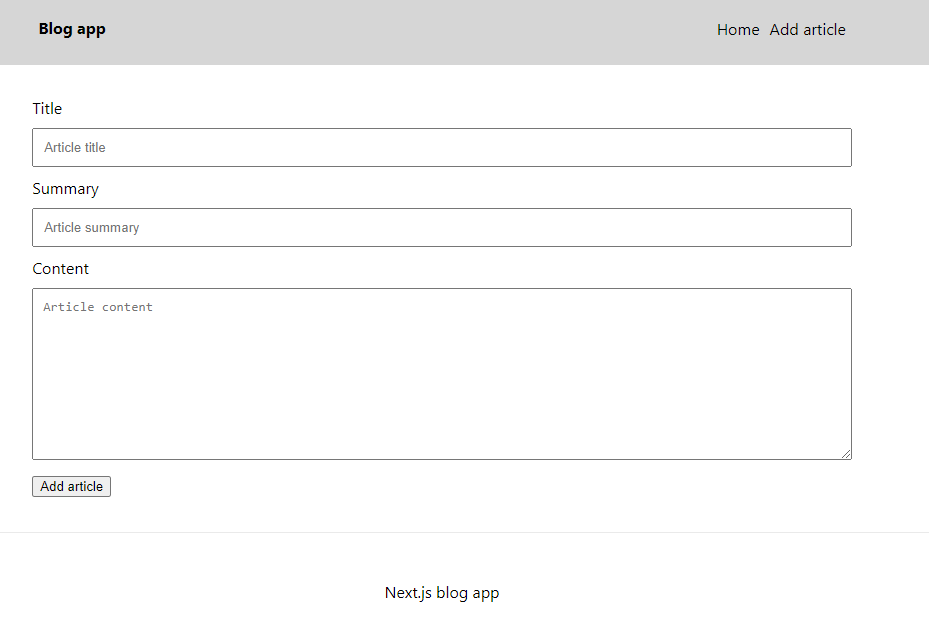 Blog app
Home Add article
Title
Article title
Summary
Article summary
Content
Article content
Add article
Next.js blog app